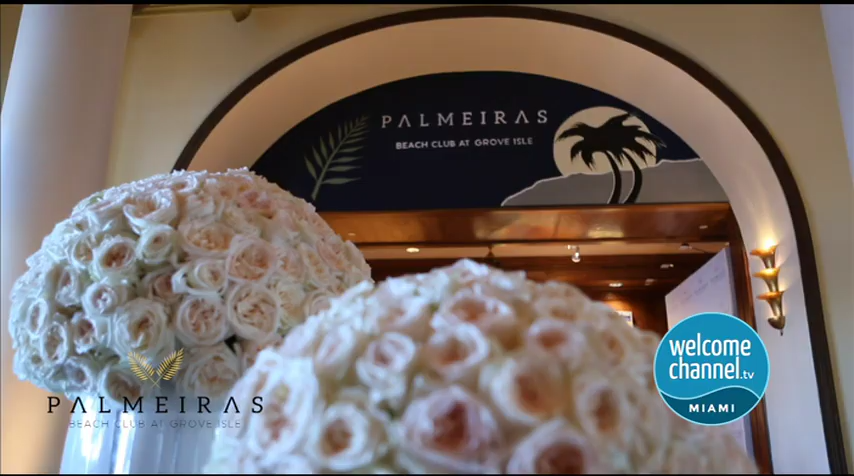 PALMEIRAS
BEACH CLUB AT GROVE ISLE
PALMEIRAS
BEACH CLUB AT GROVE ISLE
welcome
channel.tv
MIAMI